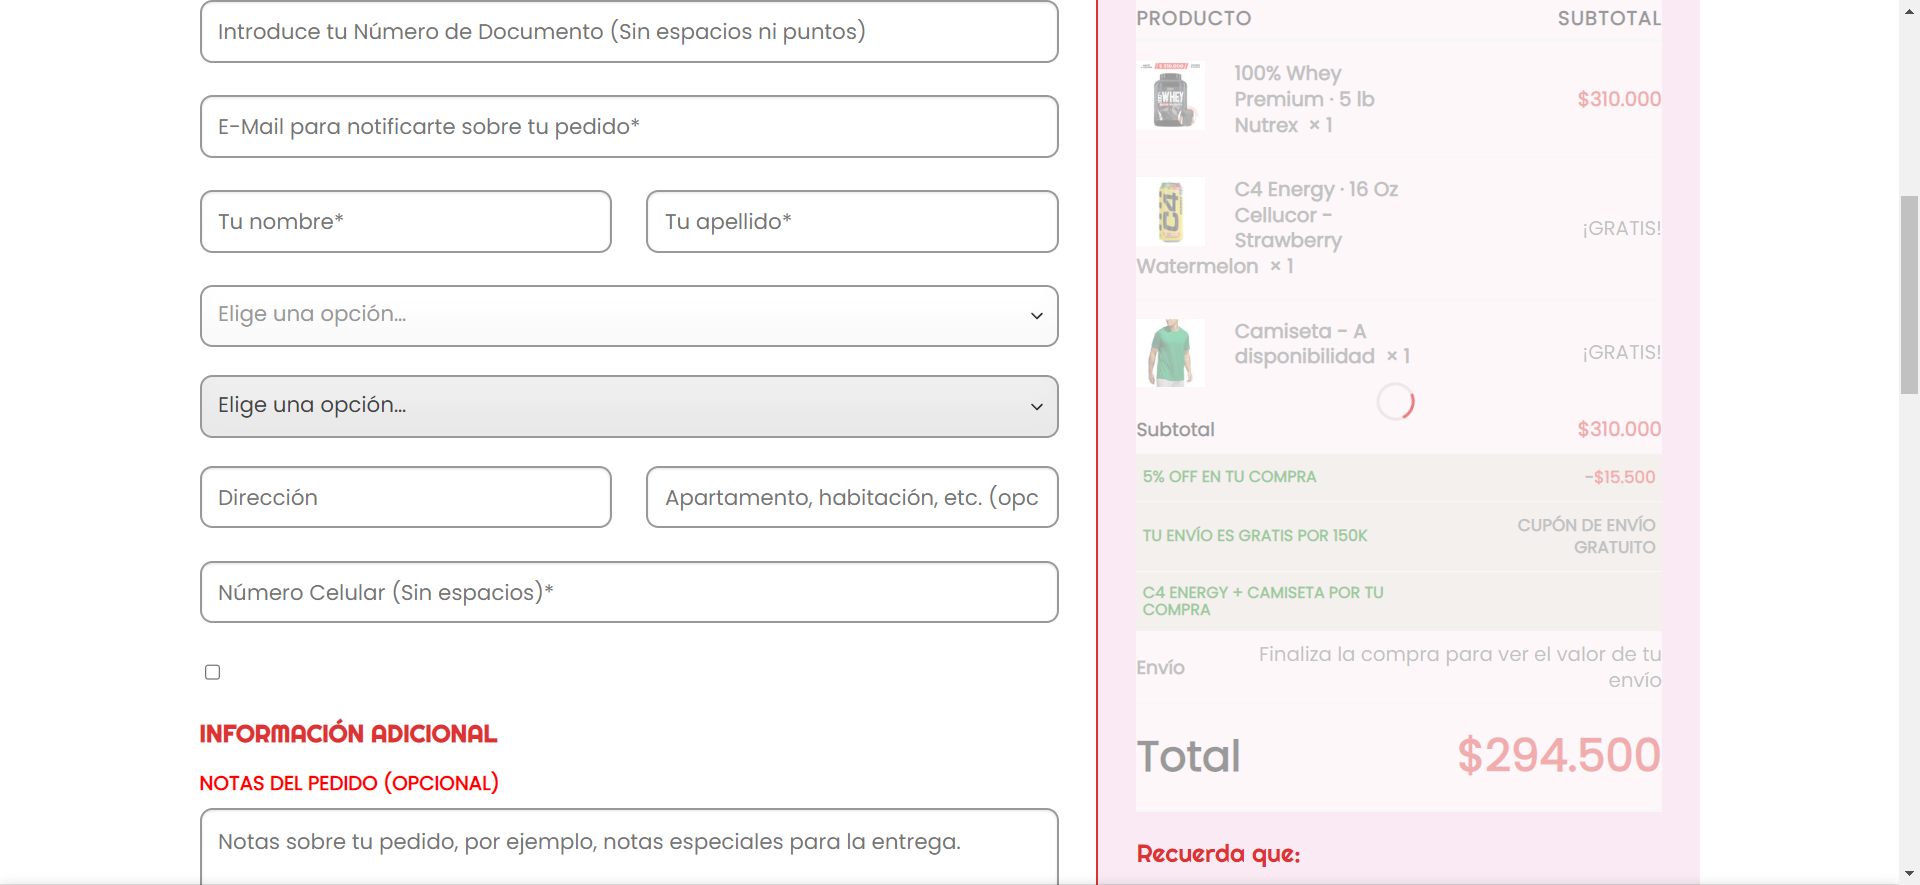 Introduce tu Número de Documento (Sin espacios ni puntos)
E-Mail para notificarte sobre tu pedido*
Tu nombre*
Tu apellido*
Elige una opción...
Elige una opción...
Dirección
Apartamento, habitación, etc. (opc
Número Celular (Sin espacios)*
INFORMACIÓN ADICIONAL
NOTAS DEL PEDIDO (OPCIONAL)
Notas sobre tu pedido, por ejemplo, notas especiales para la entrega.
PRODUCTO SUBTOTAL
100% Whey
Premium · 5 lb
Nutrex × 1
$310.000
C4 Energy · 16 Oz
Cellucor -
Strawberry
Watermelon × 1
¡GRATIS!
Camiseta - A
disponibilidad × 1
¡GRATIS!
Subtotal $310.000
5% OFF EN TU COMPRA -$15.500
TU ENVÍO ES GRATIS POR 150K
CUPÓN DE ENVÍO
GRATUITO
C4 ENERGY + CAMISETA POR TU
COMPRA
Envío
Finaliza la compra para ver el valor de tu
envío
Total $294.500
Recuerda que:
WHEY
C4